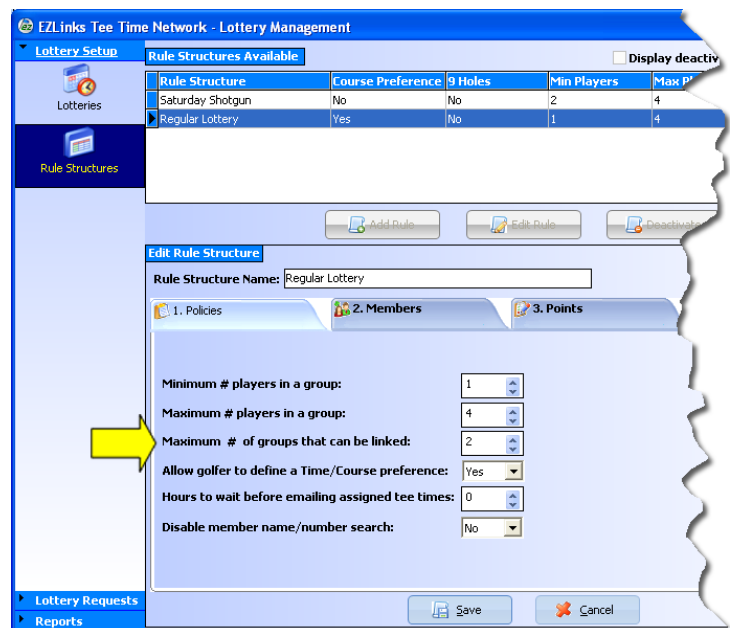 EZLinks Tee Time Network - Lottery Management
Lottery Setup
Lotteries
Rule Structures
Rule Structures Available
Display deactiv
Rule Structure Course Preference 9 Holes Min Players Max Pl
Saturday Shotgun No No 2 4
Regular Lottery Yes No 1 4
Add Rule Edit Rule Deactivate
Edit Rule Structure
Rule Structure Name: Regular Lottery
1. Policies 2. Members 3. Points
Minimum # players in a group: 1
Maximum # players in a group: 4
Maximum # of groups that can be linked: 2
Allow golfer to define a Time/Course preference: Yes
Hours to wait before emailing assigned tee times: 0
Disable member name/number search: No
Lottery Requests
Reports
Save Cancel